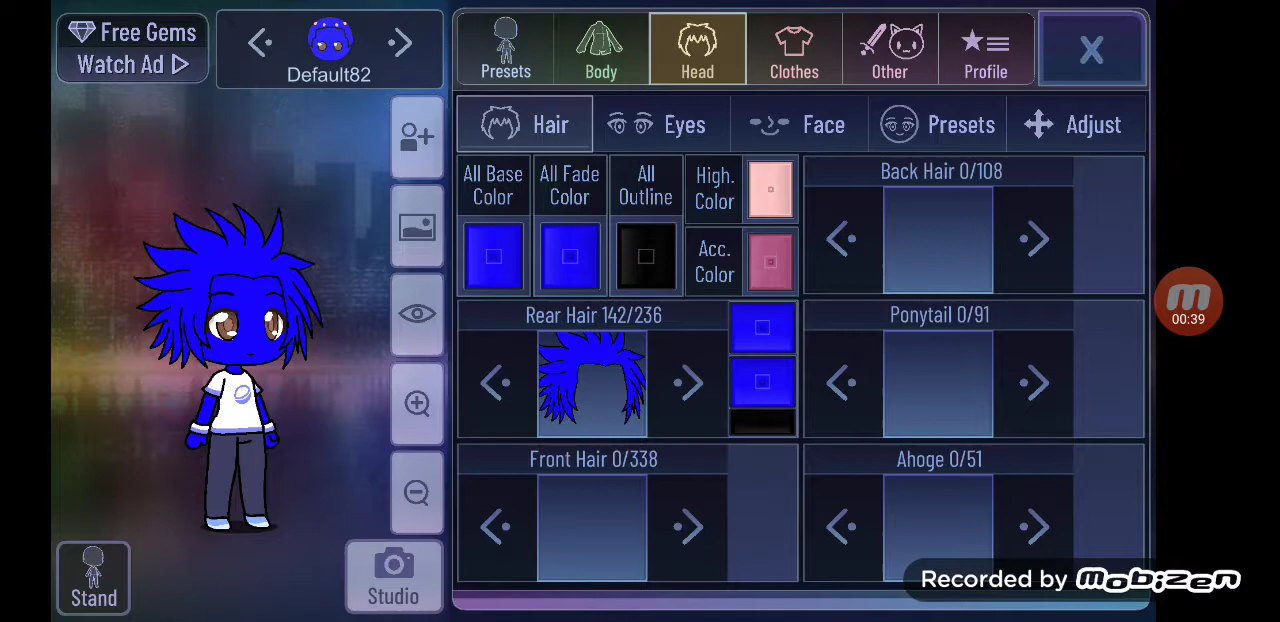 Free Gems
Watch Ad
Default82
Presets
Body
Head
Clothes
Other
Profile
X
Hair
Eyes
Face
Presets
Adjust
All Base
Color
All Fade
Color
All
Outline
High.
Color
Acc.
Color
Back Hair 0/108
Rear Hair 142/236
Ponytail 0/91
Front Hair 0/338
Ahoge 0/51
00:39
Stand
Studio
Recorded by mobizen